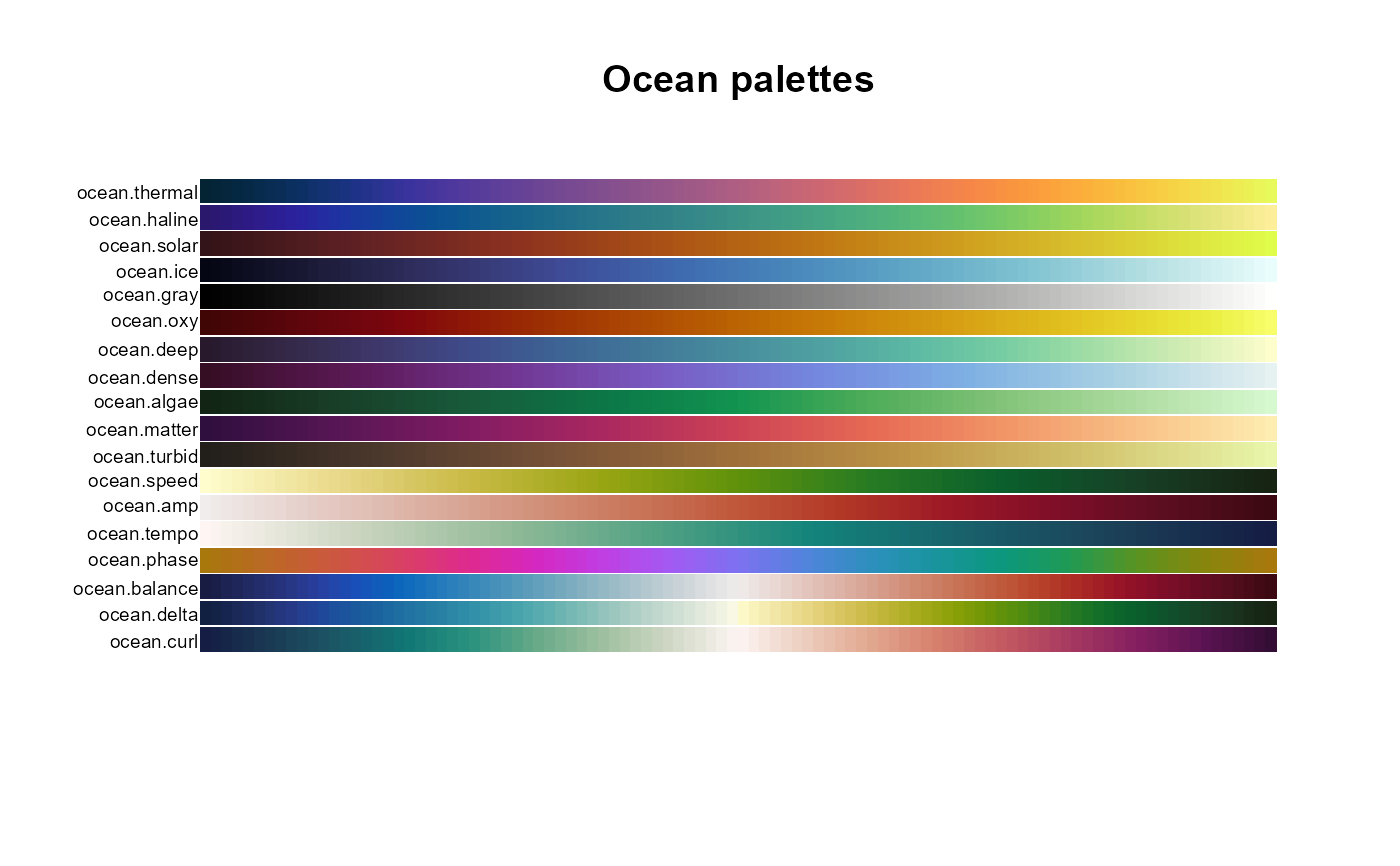 Ocean palettes
ocean.thermal
ocean.haline
ocean.solar
ocean.ice
ocean.gray
ocean.oxy
ocean.deep
ocean.dense
ocean.algae
ocean.matter
ocean.turbid
ocean.speed
ocean.amp
ocean.tempo
ocean.phase
ocean.balance
ocean.delta
ocean.curl